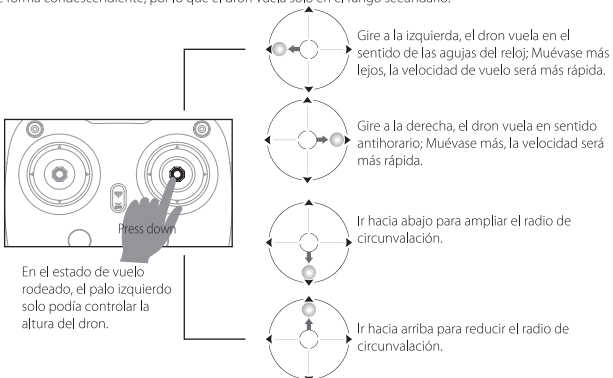 forma condescendiente, por lo que el dron vuela solo en el rango secundario.
Gire a la izquierda, el dron vuela en el
sentido de las agujas del reloj; Muévase más
lejos, la velocidad de vuelo será más rápida.
Gire a la derecha, el dron vuela en sentido
antihorario; Muévase más, la velocidad será
más rápida.
Press down
En el estado de vuelo
rodeado, el palo izquierdo
solo podía controlar la
altura del dron.
Ir hacia abajo para ampliar el radio de
circunvalación.
Ir hacia arriba para reducir el radio de
circunvalación.